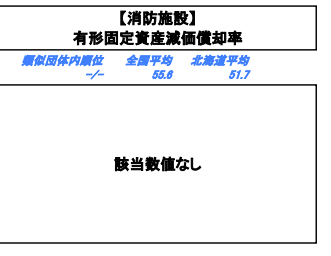 【消防施設】
有形固定資産減価償却率
類似団体内順位 全国平均 北海道平均
-/- 55.6 51.7
該当数値なし